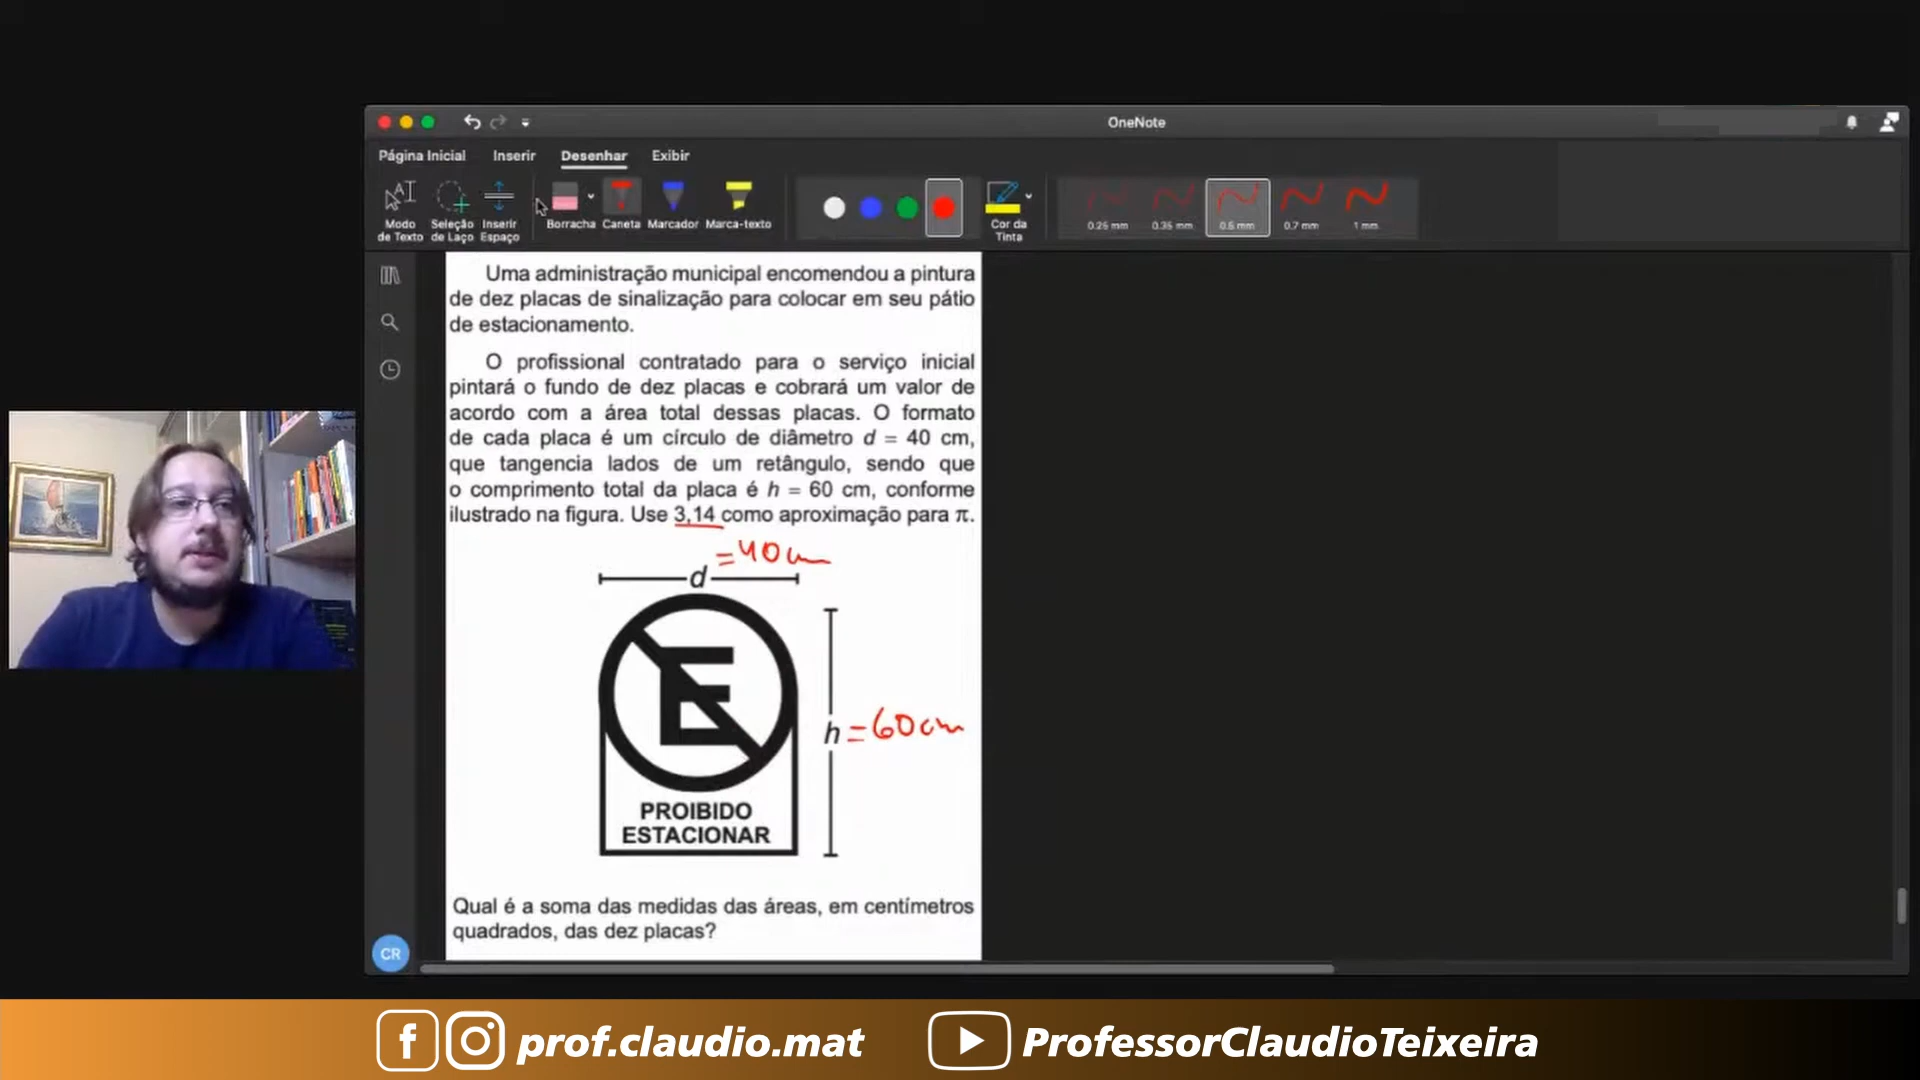 OneNote
Página Inicial Inserir Desenhar Exibir
Modo de Texto
Seleção de Laço
Inserir Espaço
Borracha
Caneta
Marcador
Marca-texto
Cor da Tinta
0.25 mm
0.35 mm
0.5 mm
0.7 mm
1 mm
Uma administração municipal encomendou a pintura
de dez placas de sinalização para colocar em seu pátio
de estacionamento.
O profissional contratado para o serviço inicial
pintará o fundo de dez placas e cobrará um valor de
acordo com a área total dessas placas. O formato
de cada placa é um círculo de diâmetro d = 40 cm,
que tangencia lados de um retângulo, sendo que
o comprimento total da placa é h = 60 cm, conforme
ilustrado na figura. Use 3,14 como aproximação para π.
d = 40 cm
E
h = 60 cm
PROIBIDO
ESTACIONAR
Qual é a soma das medidas das áreas, em centímetros
quadrados, das dez placas?
CR
prof.claudio.mat ProfessorClaudioTeixeira